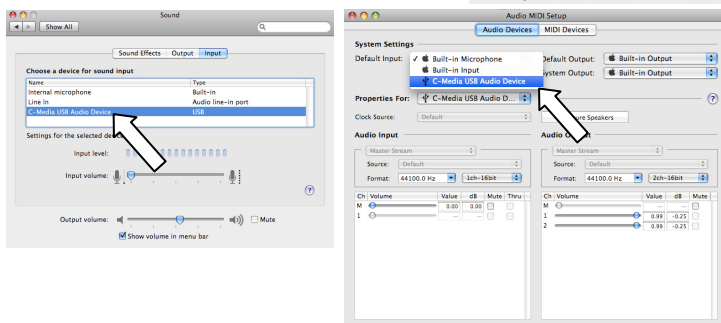 Sound
Show All
Sound Effects Output Input
Choose a device for sound input
Name Type
Internal microphone Built-in
Line In Audio line-in port
C-Media USB Audio Device USB
Settings for the selected
Input level:
Input volume:
?
Output volume: Mute
Show volume in menu bar
Audio MIDI Setup
Audio Devices MIDI Devices
System Settings
Default Input: Built-in Microphone Default Output: Built-in Output
Built-in Input System Output: Built-in Output
C-Media USB Audio Device
Properties For: C-Media USB Audio D... ?
Clock Source: Default Speakers
Audio Input Audio
Master Stream Master Stream
Source: Default Source: Default
Format: 44100.0 Hz 1ch-16bit Format: 44100.0 Hz 2ch-16bit
Ch Volume Value dB Mute Thru Ch Volume Value dB Mute
M 0.00 0.00 M -- --
1 -- -- 1 0.99 -0.25
2 0.99 -0.25